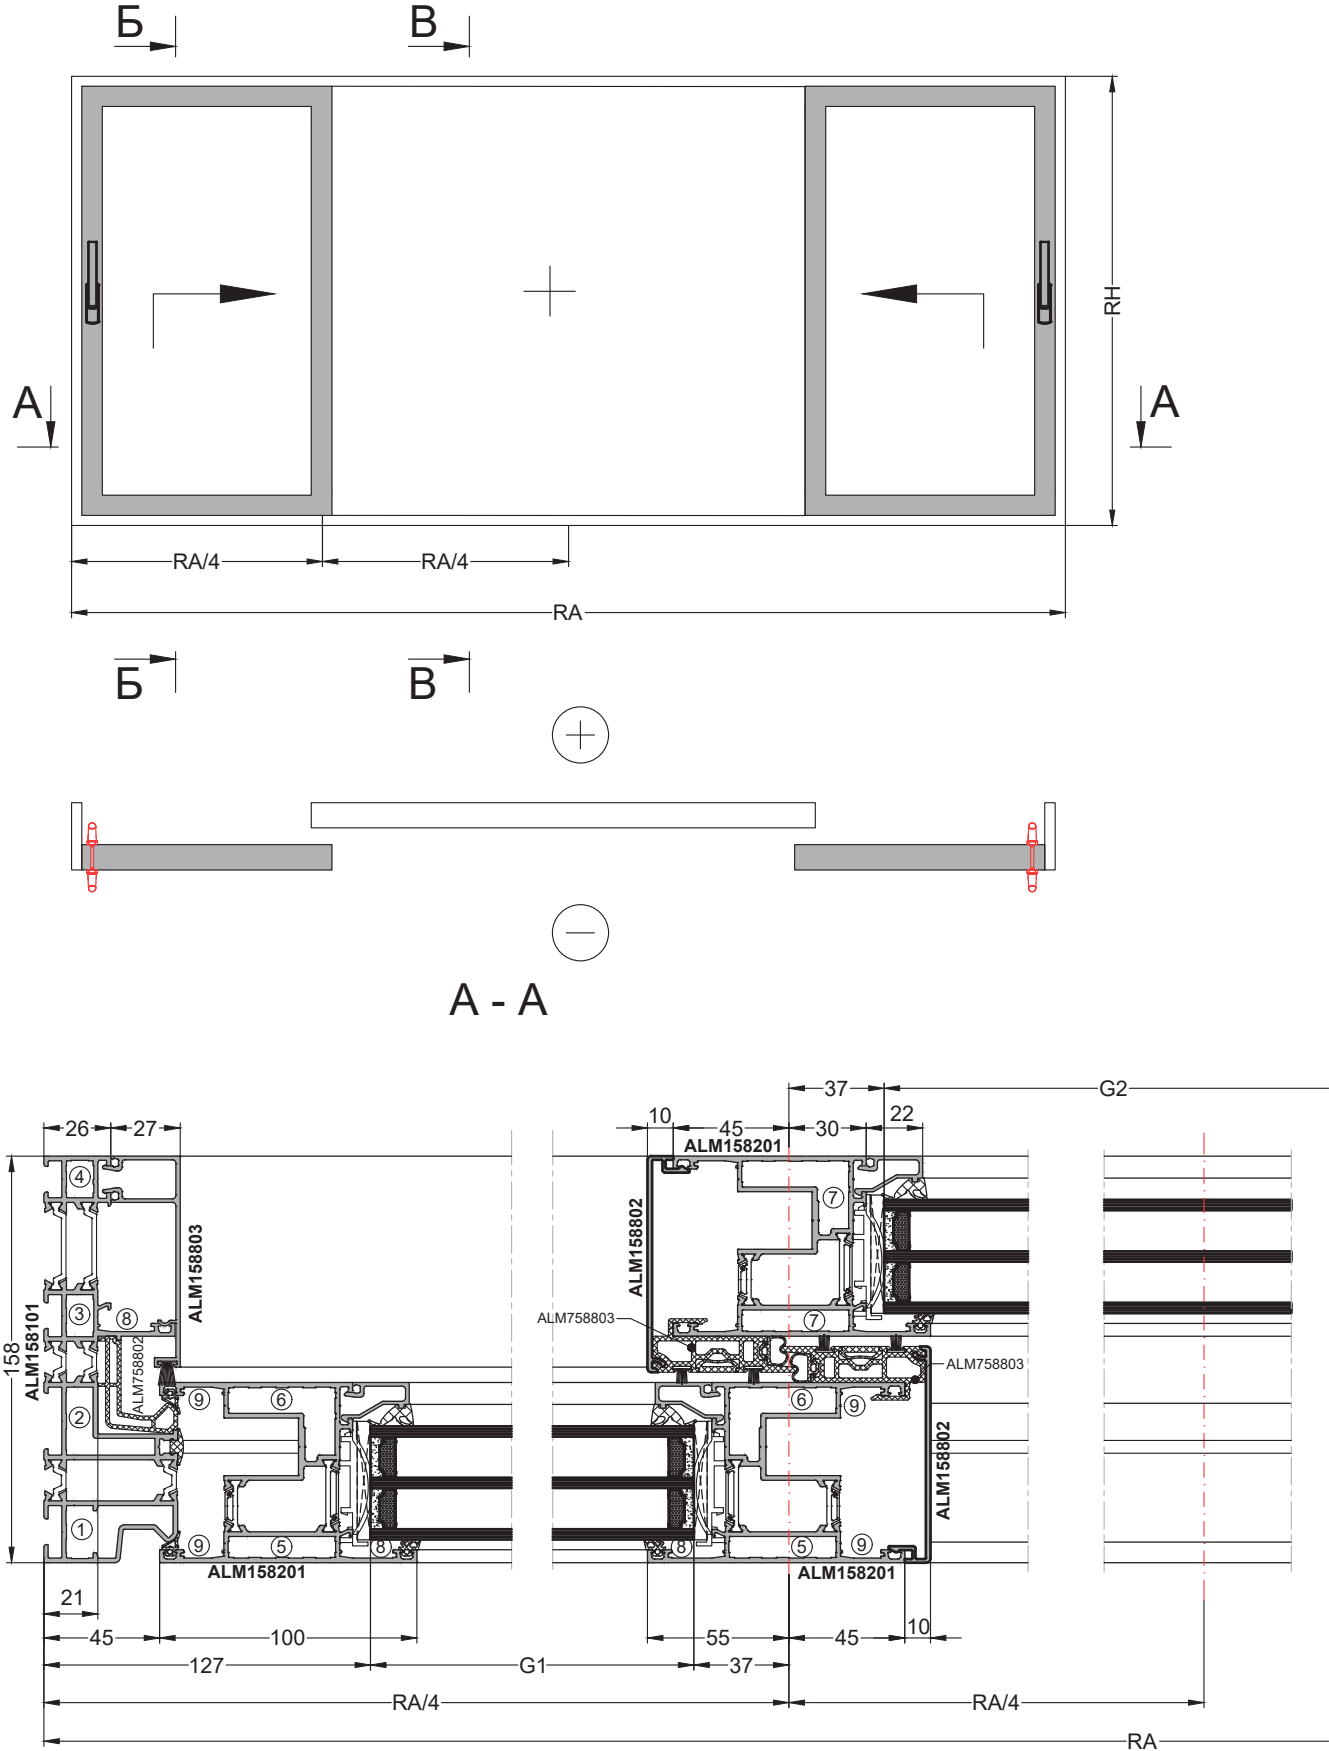 Б В
RH
А А
RA/4 RA/4
RA
Б В
А - А
37 G2
26 27 10 45 30 22
ALM158201
4 7
ALM158803
ALM158802
3 8
ALM758803
7
158
ALM158101
ALM758802
ALM758803
9 6 6 9
2
ALM158802
1 9 5 8 8 5 9
ALM158201 ALM158201
21
45 100 55 45 10
127 G1 37
RA/4 RA/4
RA